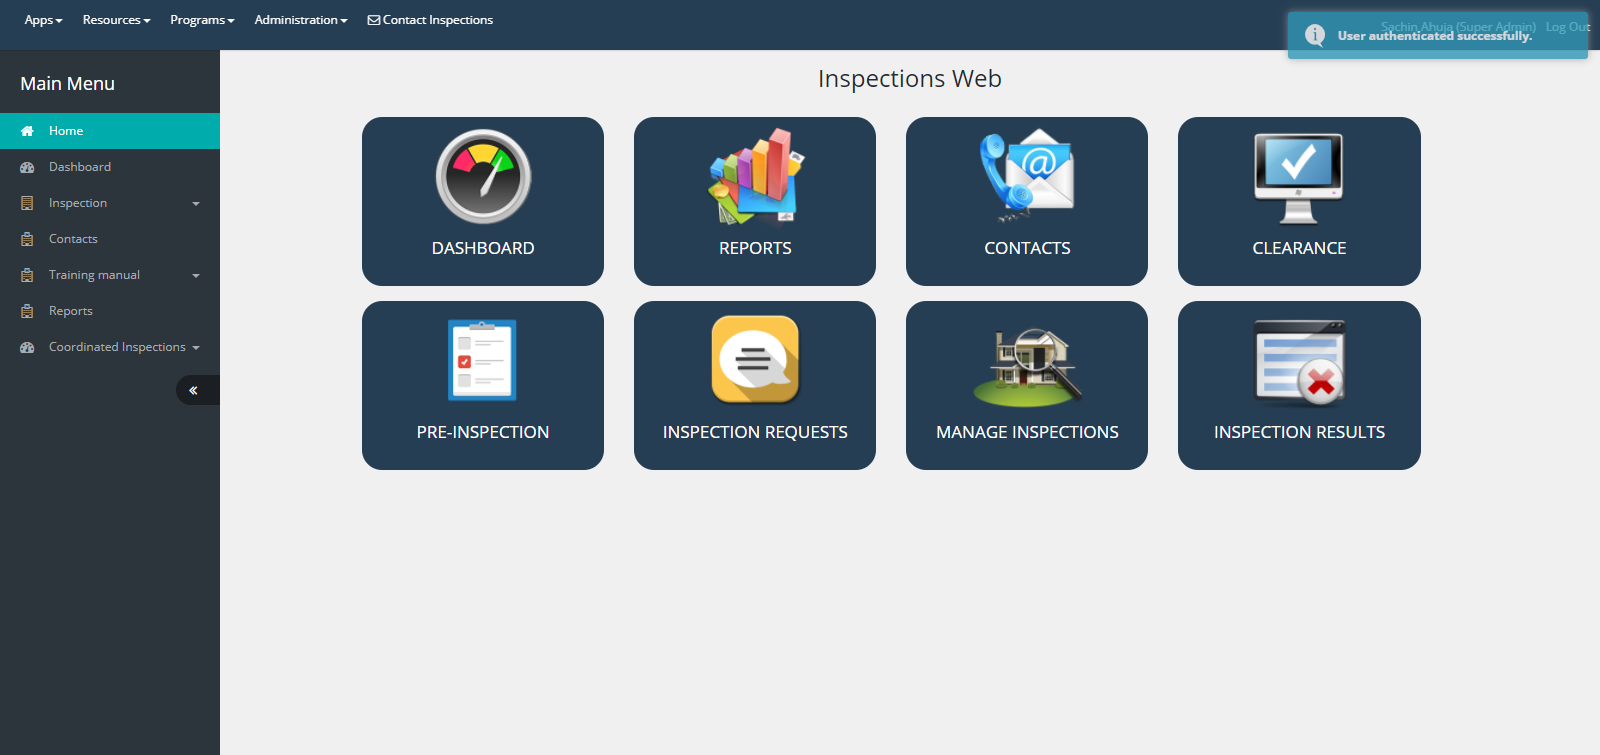 Apps Resources Programs Administration Contact Inspections
Sachin Ahuja (Super Admin) Log Out
User authenticated successfully.
Main Menu
Home
Dashboard
Inspection
Contacts
Training manual
Reports
Coordinated Inspections
Inspections Web
DASHBOARD REPORTS CONTACTS CLEARANCE
PRE-INSPECTION INSPECTION REQUESTS MANAGE INSPECTIONS INSPECTION RESULTS